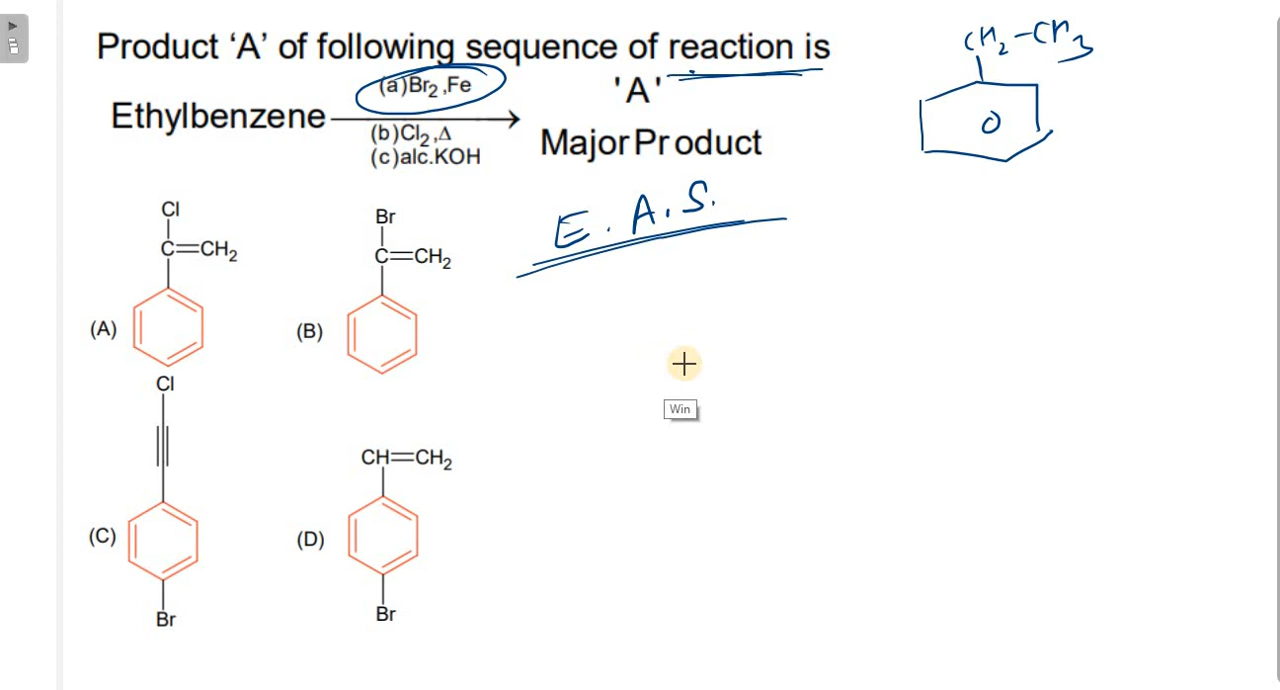 Product ‘A’ of following sequence of reaction is
CH₂-CH₃
(a)Br₂,Fe
'A'
Ethylbenzene
(b)Cl₂,Δ
(c)alc.KOH
Major Product
E.A.S.
Cl
C=CH₂
(A)
Br
C=CH₂
(B)
Win
Cl
(C)
Br
CH=CH₂
(D)
Br